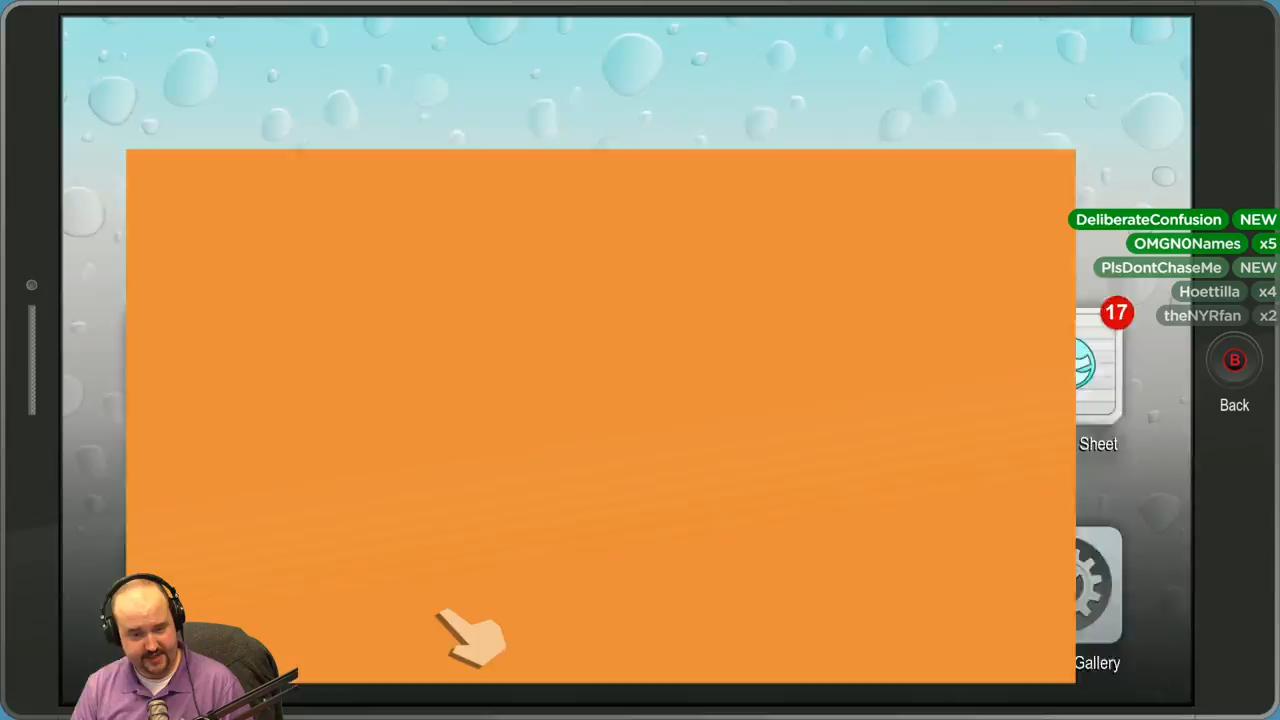 DeliberateConfusion NEW
OMGN0Names x5
PlsDontChaseMe NEW
Hoettilla x4
theNYRfan x2
17
B
Back
Sheet
Gallery